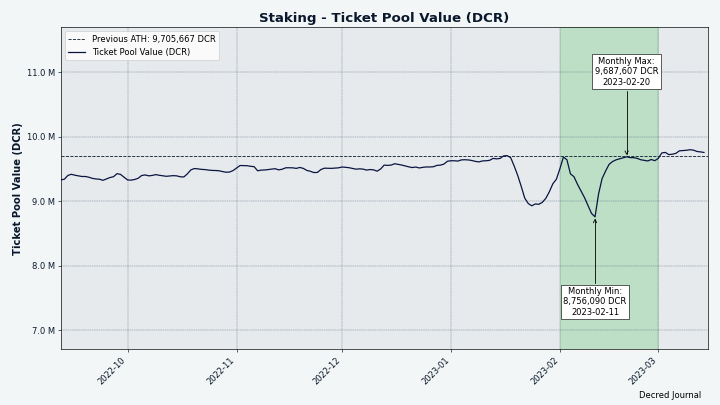 Staking - Ticket Pool Value (DCR)
Previous ATH: 9,705,667 DCR
Ticket Pool Value (DCR)
Ticket Pool Value (DCR)
11.0 M
10.0 M
9.0 M
8.0 M
7.0 M
Monthly Max:
9,687,607 DCR
2023-02-20
Monthly Min:
8,756,090 DCR
2023-02-11
2022-10
2022-11
2022-12
2023-01
2023-02
2023-03
Decred Journal